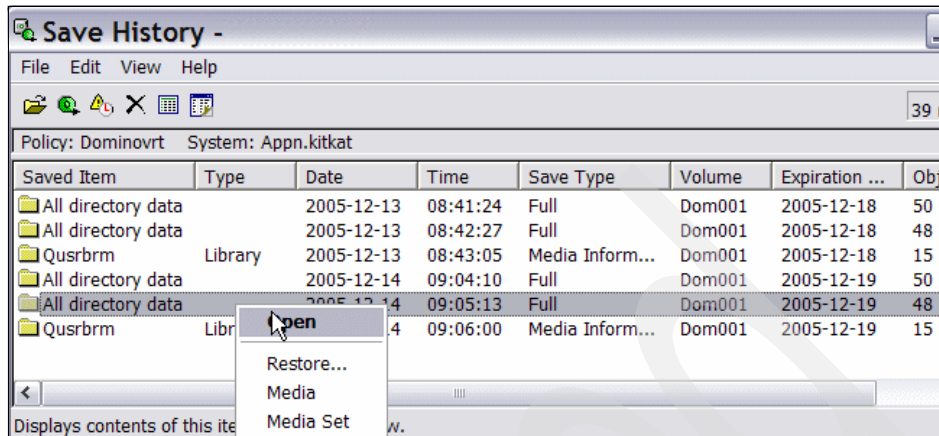 Save History -
File Edit View Help
39
Policy: Dominovrt System: Appn.kitkat
Saved Item Type Date Time Save Type Volume Expiration ... Obj
All directory data 2005-12-13 08:41:24 Full Dom001 2005-12-18 50
All directory data 2005-12-13 08:42:27 Full Dom001 2005-12-18 48
Qusrbrm Library 2005-12-13 08:43:05 Media Inform... Dom001 2005-12-18 15
All directory data 2005-12-14 09:04:10 Full Dom001 2005-12-19 50
All directory data 2005-12-14 09:05:13 Full Dom001 2005-12-19 48
Qusrbrm Libr 4 09:06:00 Media Inform... Dom001 2005-12-19 15
Open
Restore...
Media
Media Set
Displays contents of this ite w.